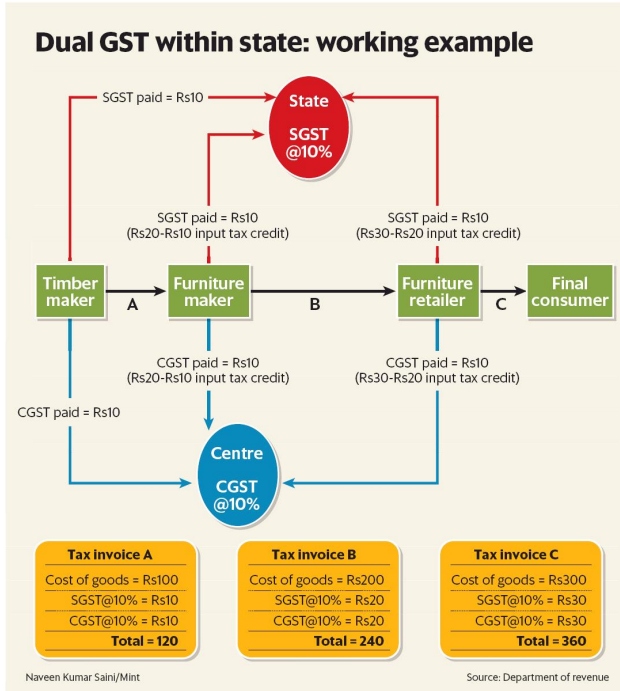 Dual GST within state: working example
SGST paid = Rs10
State
SGST
@10%
SGST paid = Rs10
(Rs20-Rs10 input tax credit)
SGST paid = Rs10
(Rs30-Rs20 input tax credit)
Timber
maker
A
Furniture
maker
B
Furniture
retailer
C
Final
consumer
CGST paid = Rs10
(Rs20-Rs10 input tax credit)
CGST paid = Rs10
(Rs30-Rs20 input tax credit)
CGST paid = Rs10
Centre
CGST
@10%
Tax invoice A
Cost of goods = Rs100
SGST@10% = Rs10
CGST@10% = Rs10
Total = 120
Tax invoice B
Cost of goods = Rs200
SGST@10% = Rs20
CGST@10% = Rs20
Total = 240
Tax invoice C
Cost of goods = Rs300
SGST@10% = Rs30
CGST@10% = Rs30
Total = 360
Naveen Kumar Saini/Mint
Source: Department of revenue